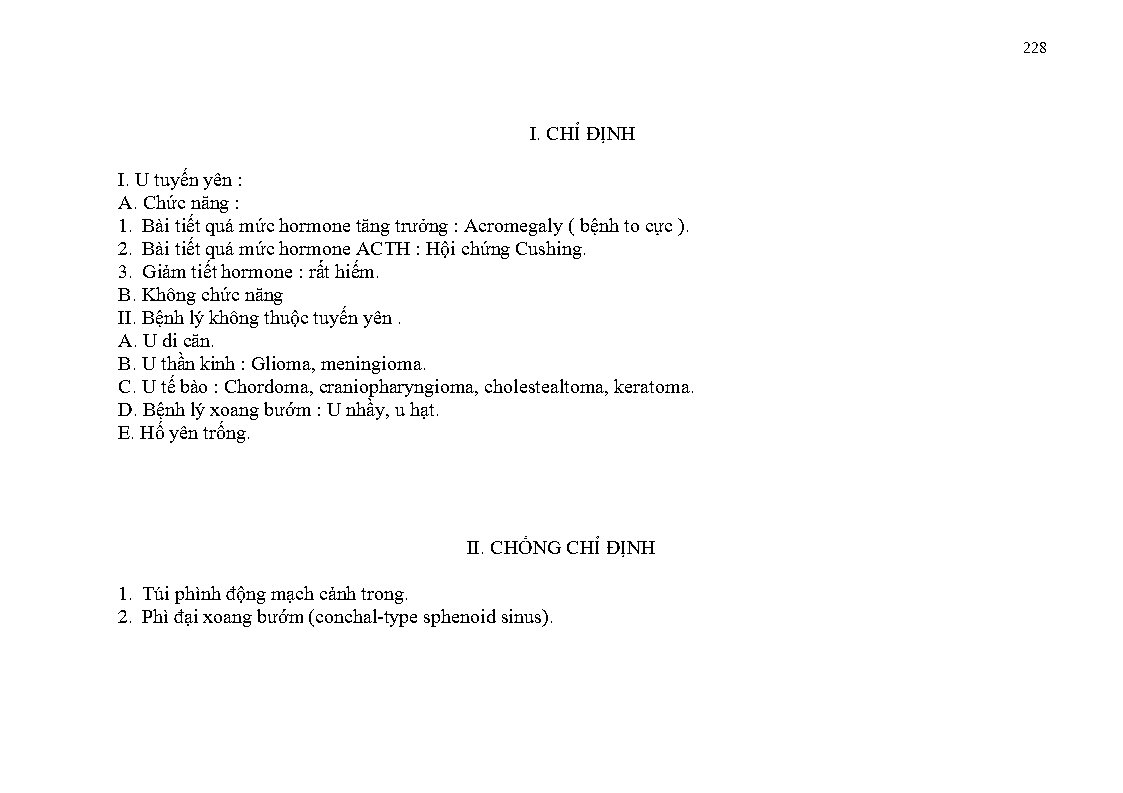 228
I. CHỈ ĐỊNH
I. U tuyến yên :
A. Chức năng :
1. Bài tiết quá mức hormone tăng trưởng : Acromegaly ( bệnh to cực ).
2. Bài tiết quá mức hormone ACTH : Hội chứng Cushing.
3. Giảm tiết hormone : rất hiếm.
B. Không chức năng
II. Bệnh lý không thuộc tuyến yên .
A. U di căn.
B. U thần kinh : Glioma, meningioma.
C. U tế bào : Chordoma, craniopharyngioma, cholestealtoma, keratoma.
D. Bệnh lý xoang bướm : U nhầy, u hạt.
E. Hố yên trống.
II. CHỐNG CHỈ ĐỊNH
1. Túi phình động mạch cảnh trong.
2. Phì đại xoang bướm (conchal-type sphenoid sinus).